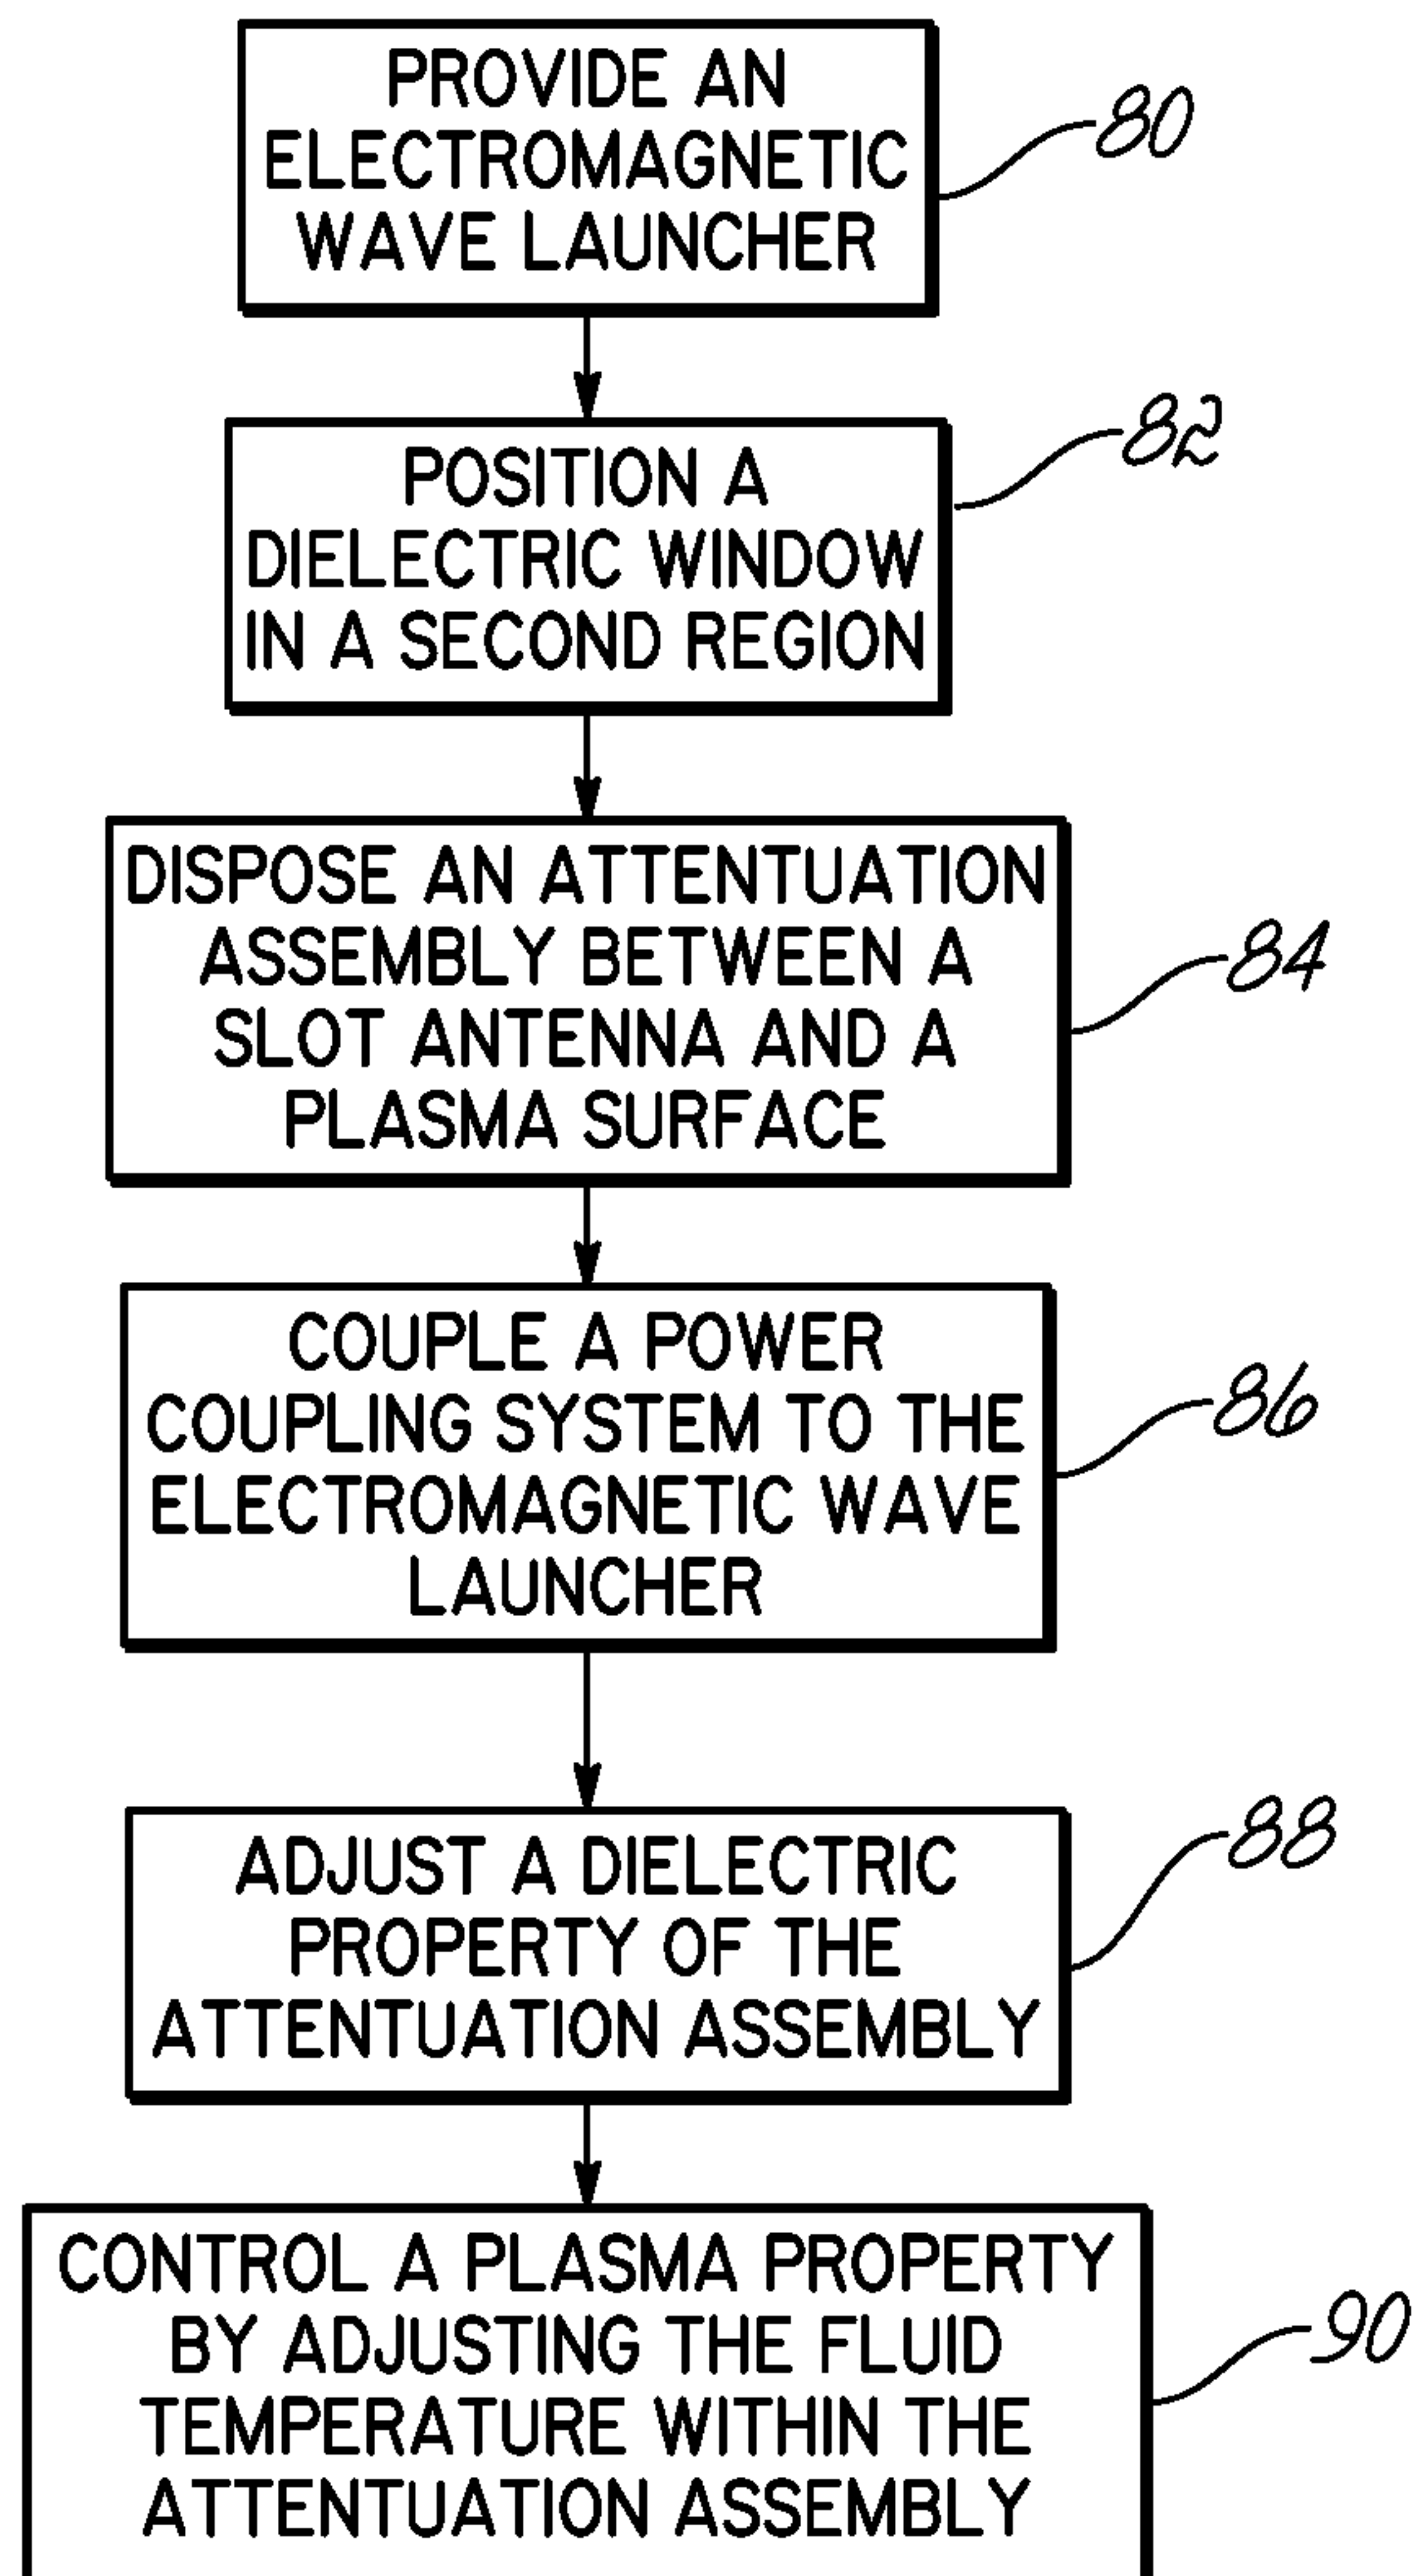 PROVIDE AN
ELECTROMAGNETIC
WAVE LAUNCHER
80
POSITION A
DIELECTRIC WINDOW
IN A SECOND REGION
82
DISPOSE AN ATTENTUATION
ASSEMBLY BETWEEN A
SLOT ANTENNA AND A
PLASMA SURFACE
84
COUPLE A POWER
COUPLING SYSTEM TO THE
ELECTROMAGNETIC WAVE
LAUNCHER
86
ADJUST A DIELECTRIC
PROPERTY OF THE
ATTENTUATION ASSEMBLY
88
CONTROL A PLASMA PROPERTY
BY ADJUSTING THE FLUID
TEMPERATURE WITHIN THE
ATTENTUATION ASSEMBLY
90